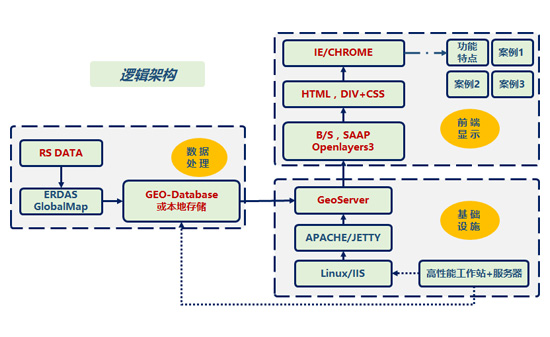 逻辑架构
IE/CHROME
功能
特点
案例1
案例2
案例3
HTML，DIV+CSS
B/S，SAAP
Openlayers3
前端
显示
数据
处理
RS DATA
ERDAS
GlobalMap
GEO-Database
或本地存储
GeoServer
基础
设施
APACHE/JETTY
Linux/IIS
高性能工作站+服务器